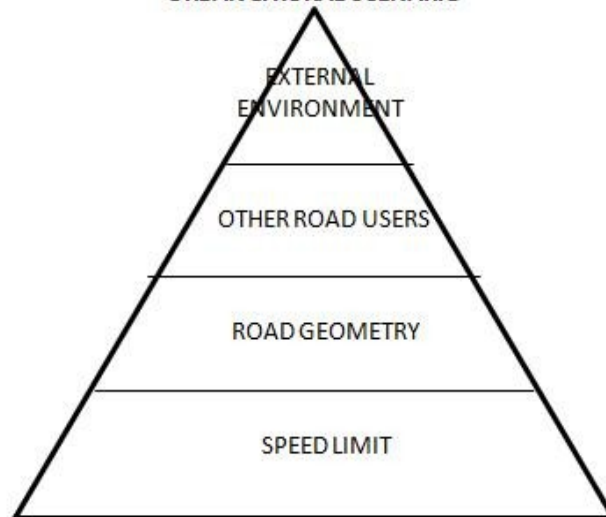 EXTERNAL
ENVIRONMENT
OTHER ROAD USERS
ROAD GEOMETRY
SPEED LIMIT